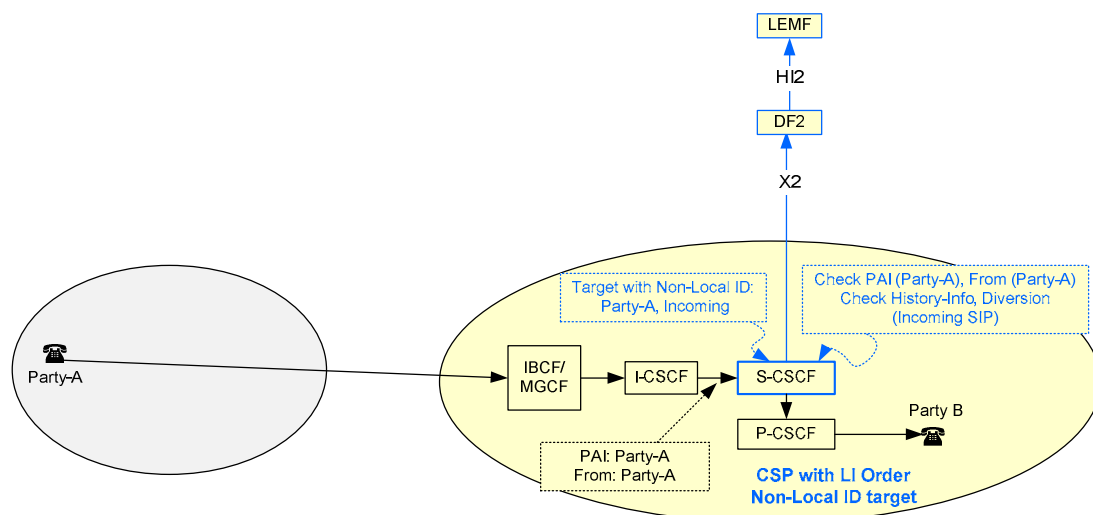 LEMF
HI2
DF2
X2
Target with Non-Local ID:
Party-A, Incoming
Check PAI (Party-A), From (Party-A)
Check History-Info, Diversion
(Incoming SIP)
Party-A
IBCF/
MGCF
I-CSCF
S-CSCF
P-CSCF
Party B
PAI: Party-A
From: Party-A
CSP with LI Order
Non-Local ID target